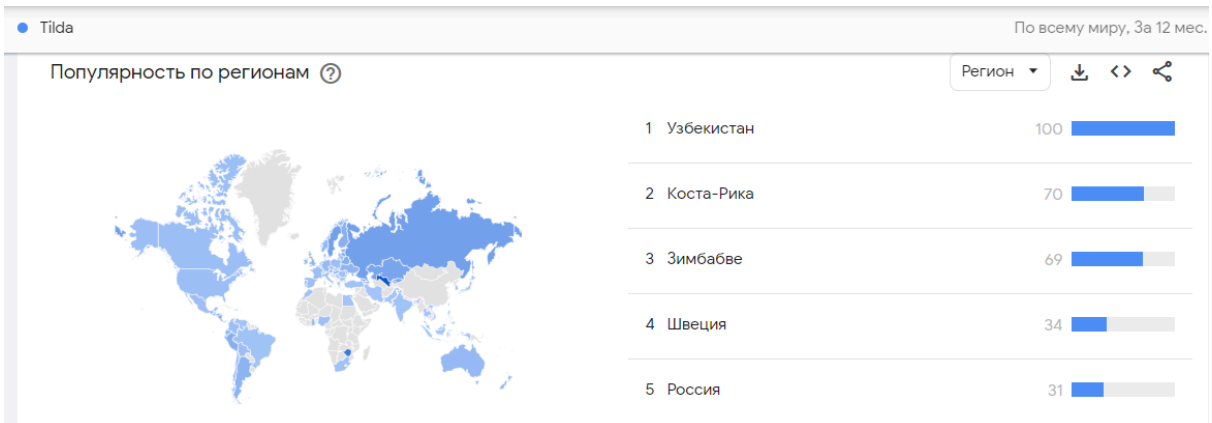 Tilda
По всему миру, За 12 мес.
Популярность по регионам ?
Регион
1 Узбекистан 100
2 Коста-Рика 70
3 Зимбабве 69
4 Швеция 34
5 Россия 31